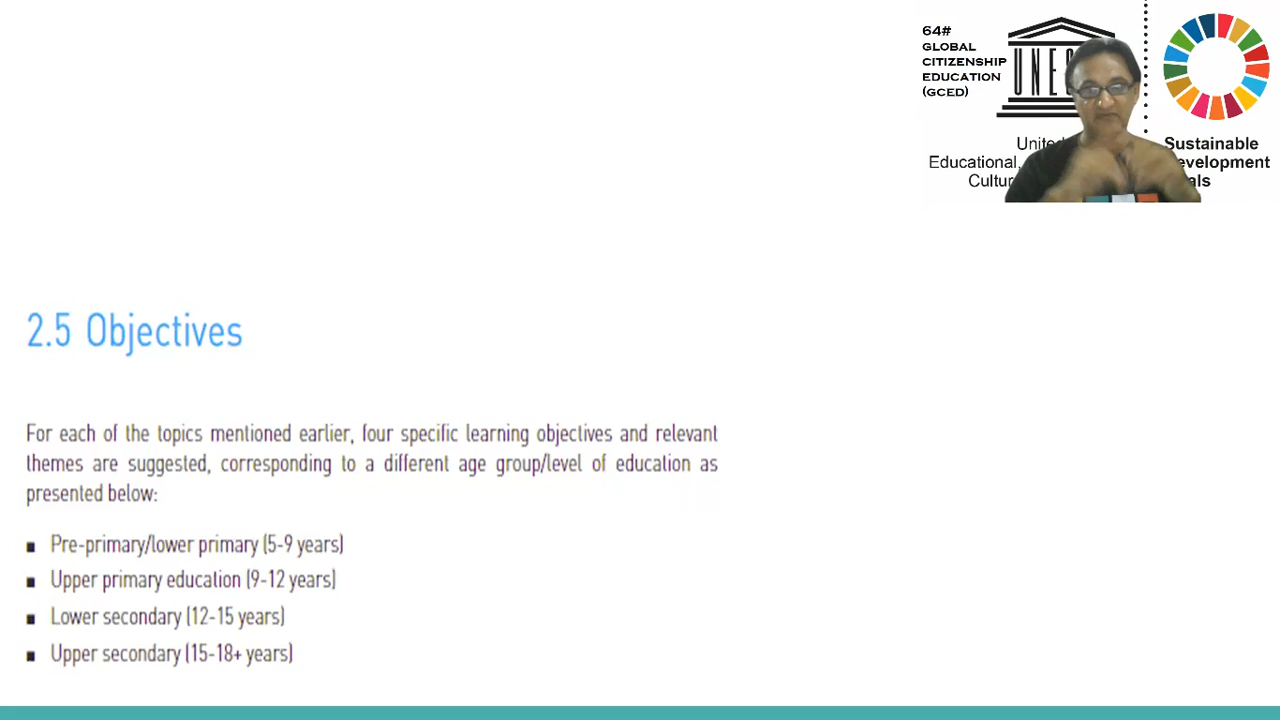 64#
GLOBAL
CITIZENSHIP
EDUCATION
(GCED)
Educational,
Sustainable
2.5 Objectives
For each of the topics mentioned earlier, four specific learning objectives and relevant
themes are suggested, corresponding to a different age group/level of education as
presented below:
■ Pre-primary/lower primary (5-9 years)
■ Upper primary education (9-12 years)
■ Lower secondary (12-15 years)
■ Upper secondary (15-18+ years)